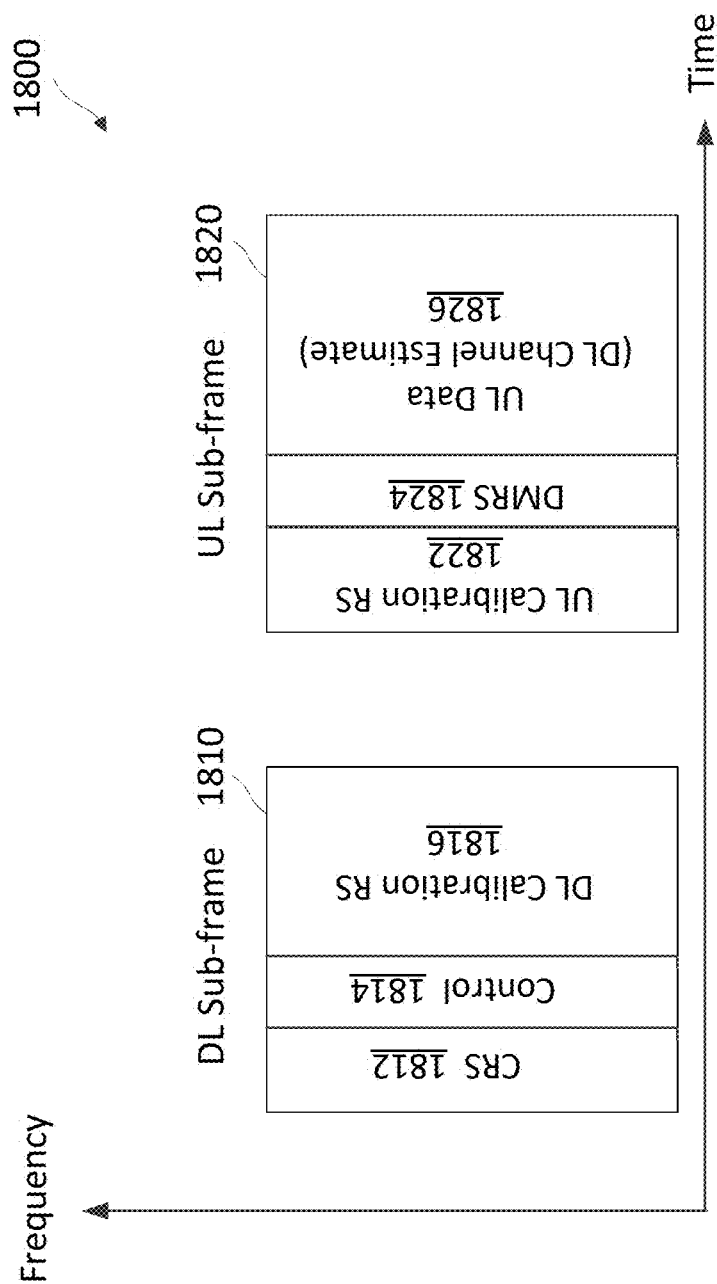 1800
Frequency
DL Sub-frame
1810
CRS 1812
Control 1814
DL Calibration RS
1816
UL Sub-frame
1820
UL Calibration RS
1822
DMRS 1824
UL Data
(DL Channel Estimate)
1826
Time